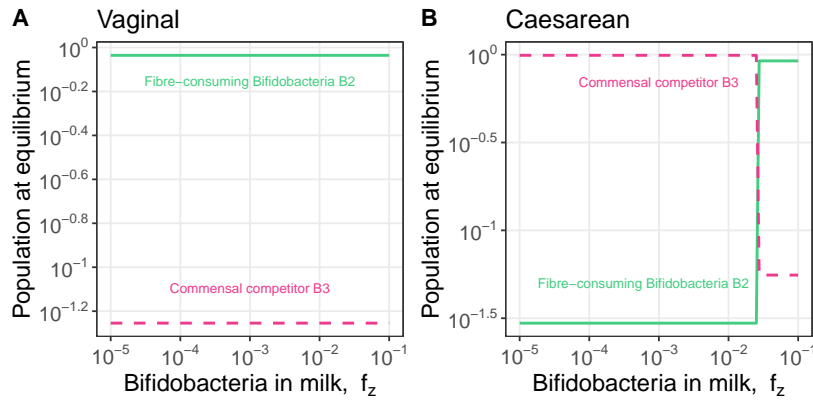 A Vaginal
Population at equilibrium
10^0
10^−0.2
10^−0.4
10^−0.6
10^−0.8
10^−1
10^−1.2
Fibre−consuming Bifidobacteria B2
Commensal competitor B3
10^−5 10^−4 10^−3 10^−2 10^−1
Bifidobacteria in milk, f_z
B Caesarean
Population at equilibrium
10^0
10^−0.5
10^−1
10^−1.5
Commensal competitor B3
Fibre−consuming Bifidobacteria B2
10^−5 10^−4 10^−3 10^−2 10^−1
Bifidobacteria in milk, f_z